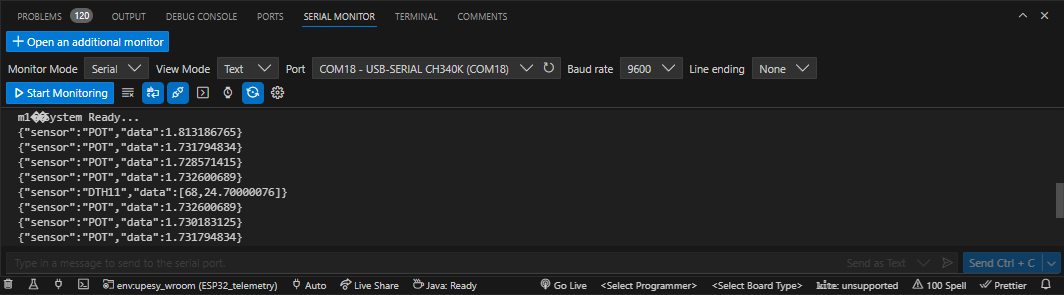 PROBLEMS 120 OUTPUT DEBUG CONSOLE PORTS SERIAL MONITOR TERMINAL COMMENTS
+ Open an additional monitor
Monitor Mode Serial View Mode Text Port COM18 - USB-SERIAL CH340K (COM18) Baud rate 9600 Line ending None
Start Monitoring
m1��System Ready...
{"sensor":"POT","data":1.813186765}
{"sensor":"POT","data":1.731794834}
{"sensor":"POT","data":1.728571415}
{"sensor":"POT","data":1.732600689}
{"sensor":"DTH11","data":[68,24.70000076]}
{"sensor":"POT","data":1.732600689}
{"sensor":"POT","data":1.730183125}
{"sensor":"POT","data":1.731794834}
Type in a message to send to the serial port. Send as Text Send Ctrl + C
env:upesy_wroom (ESP32_telemetry) Auto Live Share Java: Ready Go Live <Select Programmer> <Select Board Type> kite: unsupported 100 Spell Prettier